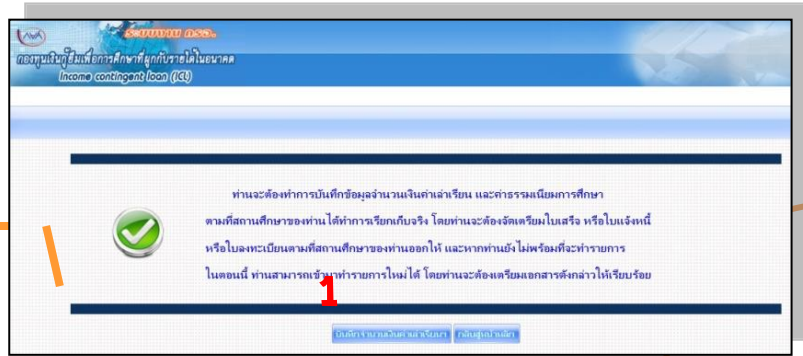 ระบบงาน กรอ.
กองทุนเงินกู้ยืมเพื่อการศึกษาที่ผูกกับรายได้ในอนาคต
Income contingent loan (ICL)
ท่านจะต้องทำการบันทึกข้อมูลจำนวนเงินค่าเล่าเรียน และค่าธรรมเนียมการศึกษา
ตามที่สถานศึกษาของท่าน ได้ทำการเรียกเก็บจริง โดยท่านจะต้องจัดเตรียมใบเสร็จ หรือใบแจ้งหนี้
หรือใบลงทะเบียนตามที่สถานศึกษาของท่านออกให้ และหากท่านยังไม่พร้อมที่จะทำรายการ
ในตอนนี้ ท่านสามารถเข้ามาทำรายการใหม่ได้ โดยท่านจะต้องเตรียมเอกสารดังกล่าวให้เรียบร้อย
1
บันทึกจำนวนเงินค่าเล่าเรียน กลับสู่หน้าหลัก